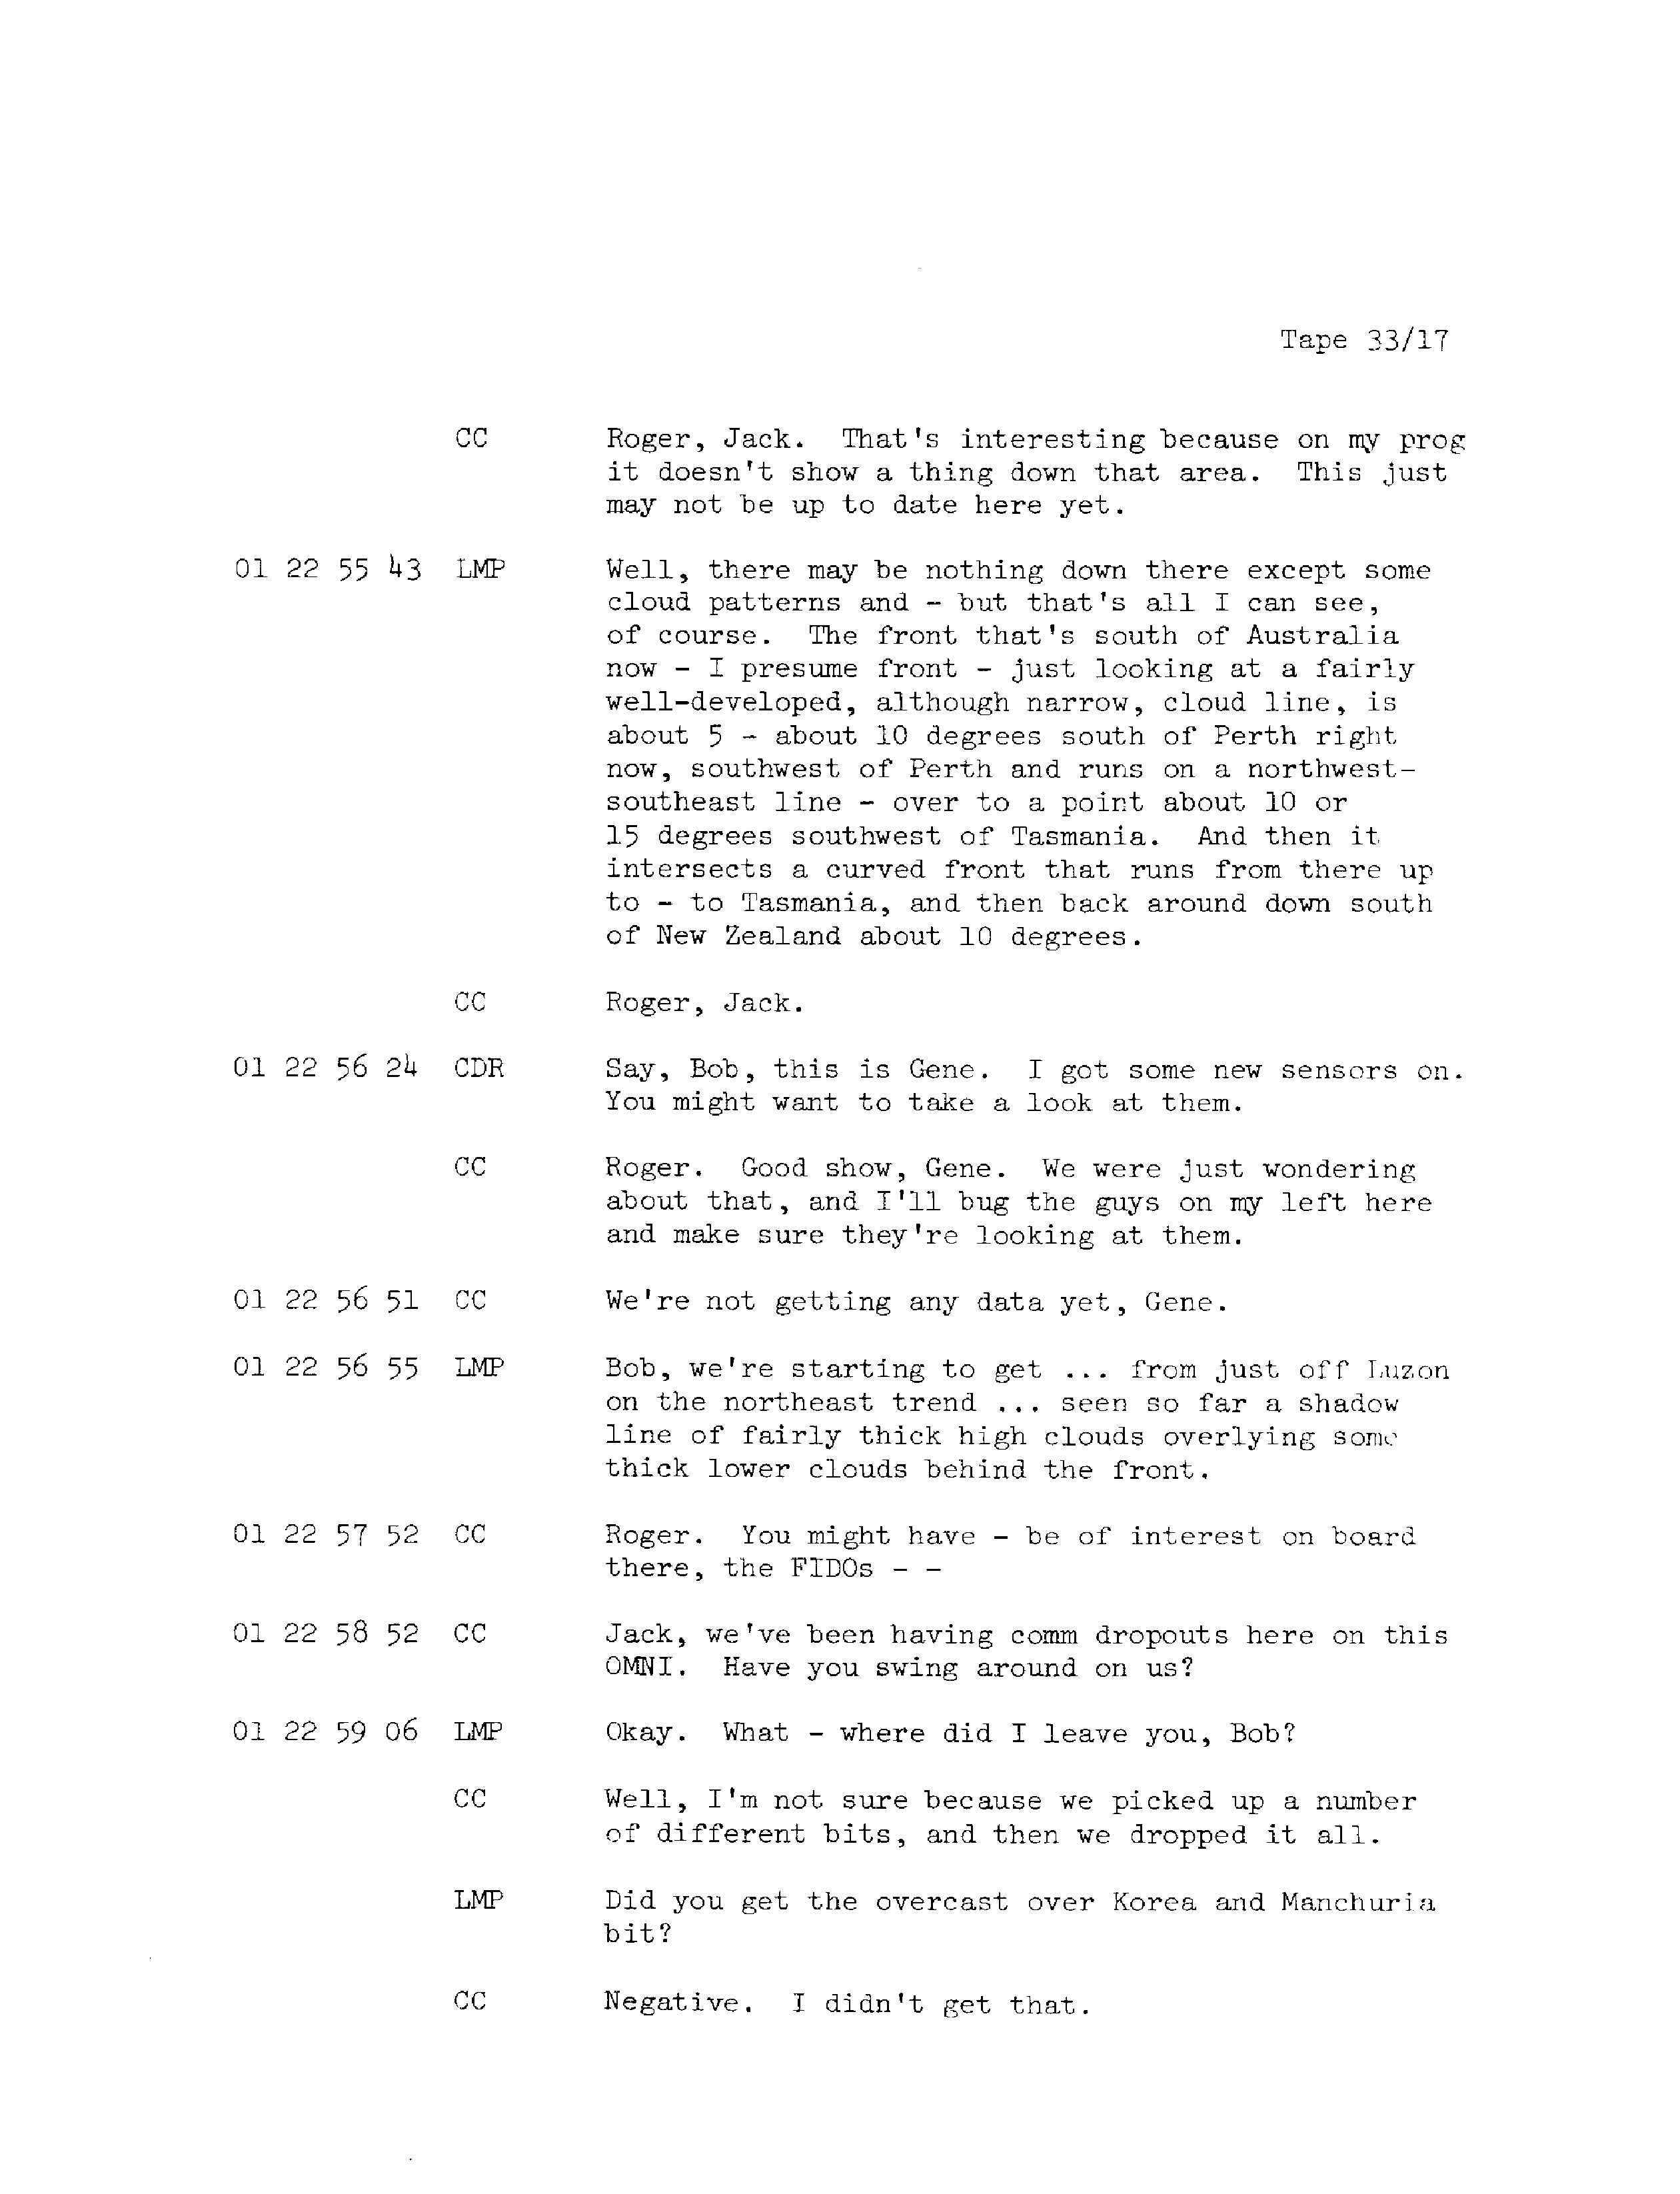 Tape 33/17
CC Roger, Jack. That's interesting because on my prog
it doesn't show a thing down that area. This just
may not be up to date here yet.
01 22 55 43 LMP Well, there may be nothing down there except some
cloud patterns and - but that's all I can see,
of course. The front that's south of Australia
now - I presume front - just looking at a fairly
well-developed, although narrow, cloud line, is
about 5 - about 10 degrees south of Perth right
now, southwest of Perth and runs on a northwest-
southeast line - over to a point about 10 or
15 degrees southwest of Tasmania. And then it
intersects a curved front that runs from there up
to - to Tasmania, and then back around down south
of New Zealand about 10 degrees.
CC Roger, Jack.
01 22 56 24 CDR Say, Bob, this is Gene. I got some new sensors on.
You might want to take a look at them.
CC Roger. Good show, Gene. We were just wondering
about that, and I'll bug the guys on my left here
and make sure they're looking at them.
01 22 56 51 CC We're not getting any data yet, Gene.
01 22 56 55 LMP Bob, we're starting to get ... from just off Luzon
on the northeast trend ... seen so far a shadow
line of fairly thick high clouds overlying some
thick lower clouds behind the front.
01 22 57 52 CC Roger. You might have - be of interest on board
there, the FIDOs - -
01 22 58 52 CC Jack, we've been having comm dropouts here on this
OMNI. Have you swing around on us?
01 22 59 06 LMP Okay. What - where did I leave you, Bob?
CC Well, I'm not sure because we picked up a number
of different bits, and then we dropped it all.
LMP Did you get the overcast over Korea and Manchuria
bit?
CC Negative. I didn't get that.